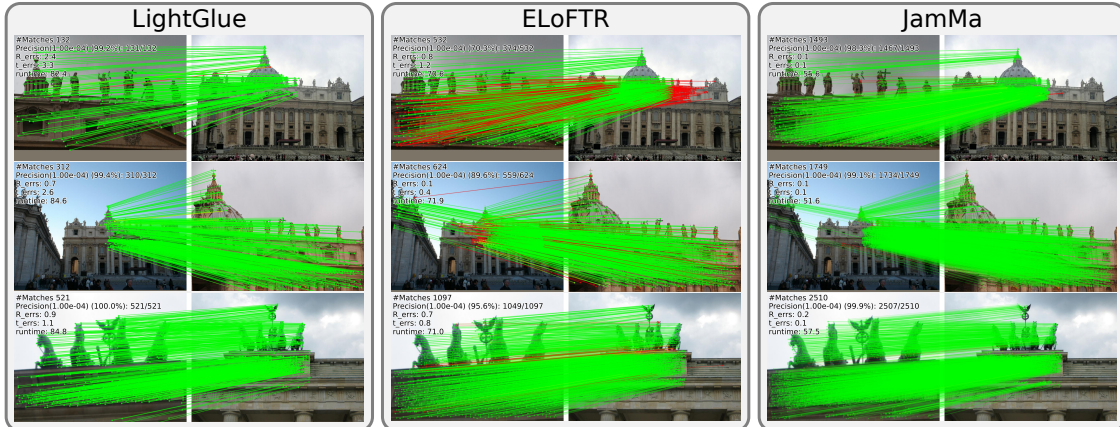 LightGlue
#Matches 132
Precision(1.00e-04) (99.2%): 131/132
R_errs: 2.4
t_errs: 3.3
runtime: 82.4
#Matches 312
Precision(1.00e-04) (99.4%): 310/312
R_errs: 0.7
t_errs: 2.6
runtime: 84.6
#Matches 521
Precision(1.00e-04) (100.0%): 521/521
R_errs: 0.9
t_errs: 1.1
runtime: 84.8
ELoFTR
#Matches 532
Precision(1.00e-04) (70.3%): 374/532
R_errs: 0.8
t_errs: 1.2
runtime: 70.6
#Matches 624
Precision(1.00e-04) (89.6%): 559/624
R_errs: 0.1
t_errs: 0.4
runtime: 71.9
#Matches 1097
Precision(1.00e-04) (95.6%): 1049/1097
R_errs: 0.7
t_errs: 0.8
runtime: 71.0
JamMa
#Matches 1493
Precision(1.00e-04) (98.3%): 1467/1493
R_errs: 0.1
t_errs: 0.1
runtime: 55.6
#Matches 1749
Precision(1.00e-04) (99.1%): 1734/1749
R_errs: 0.1
t_errs: 0.1
runtime: 51.6
#Matches 2510
Precision(1.00e-04) (99.9%): 2507/2510
R_errs: 0.2
t_errs: 0.1
runtime: 57.5